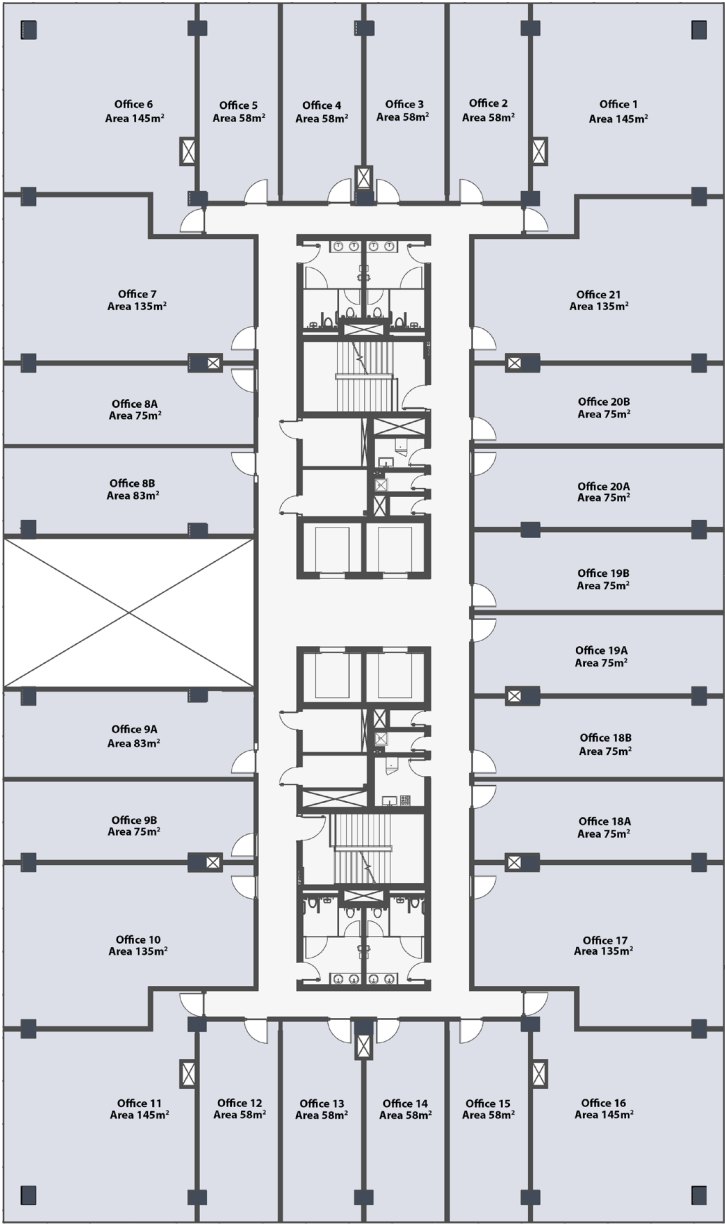 Office 6
Area 145m²
Office 5
Area 58m²
Office 4
Area 58m²
Office 3
Area 58m²
Office 2
Area 58m²
Office 1
Area 145m²
Office 7
Area 135m²
Office 21
Area 135m²
Office 8A
Area 75m²
Office 20B
Area 75m²
Office 8B
Area 83m²
Office 20A
Area 75m²
Office 19B
Area 75m²
Office 19A
Area 75m²
Office 9A
Area 83m²
Office 18B
Area 75m²
Office 9B
Area 75m²
Office 18A
Area 75m²
Office 10
Area 135m²
Office 17
Area 135m²
Office 11
Area 145m²
Office 12
Area 58m²
Office 13
Area 58m²
Office 14
Area 58m²
Office 15
Area 58m²
Office 16
Area 145m²